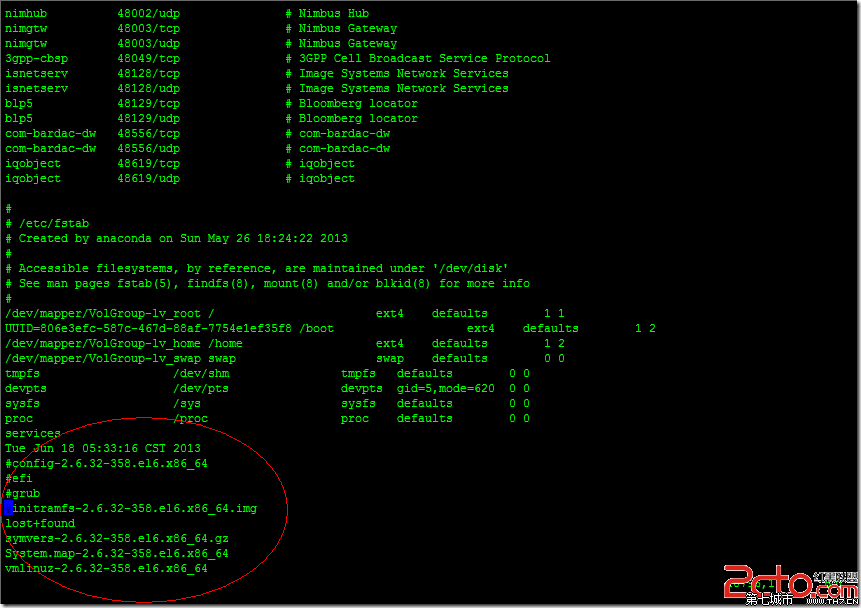 nimhub 48002/udp # Nimbus Hub
nimgtw 48003/tcp # Nimbus Gateway
nimgtw 48003/udp # Nimbus Gateway
3gpp-cbsp 48049/tcp # 3GPP Cell Broadcast Service Protocol
isnetserv 48128/tcp # Image Systems Network Services
isnetserv 48128/udp # Image Systems Network Services
blp5 48129/tcp # Bloomberg locator
blp5 48129/udp # Bloomberg locator
com-bardac-dw 48556/tcp # com-bardac-dw
com-bardac-dw 48556/udp # com-bardac-dw
iqobject 48619/tcp # iqobject
iqobject 48619/udp # iqobject
#
# /etc/fstab
# Created by anaconda on Sun May 26 18:24:22 2013
#
# Accessible filesystems, by reference, are maintained under '/dev/disk'
# See man pages fstab(5), findfs(8), mount(8) and/or blkid(8) for more info
#
/dev/mapper/VolGroup-lv_root / ext4 defaults 1 1
UUID=806e3efc-587c-467d-88af-7754e1ef35f8 /boot ext4 defaults 1 2
/dev/mapper/VolGroup-lv_home /home ext4 defaults 1 2
/dev/mapper/VolGroup-lv_swap swap swap defaults 0 0
tmpfs /dev/shm tmpfs defaults 0 0
devpts /dev/pts devpts gid=5,mode=620 0 0
sysfs /sys sysfs defaults 0 0
proc /proc proc defaults 0 0
services
Tue Jun 18 05:33:16 CST 2013
#config-2.6.32-358.el6.x86_64
#efi
#grub
initramfs-2.6.32-358.el6.x86_64.img
lost+found
symvers-2.6.32-358.el6.x86_64.gz
System.map-2.6.32-358.el6.x86_64
vmlinuz-2.6.32-358.el6.x86_64
2cto.com
第七城市 www.TH7.CN